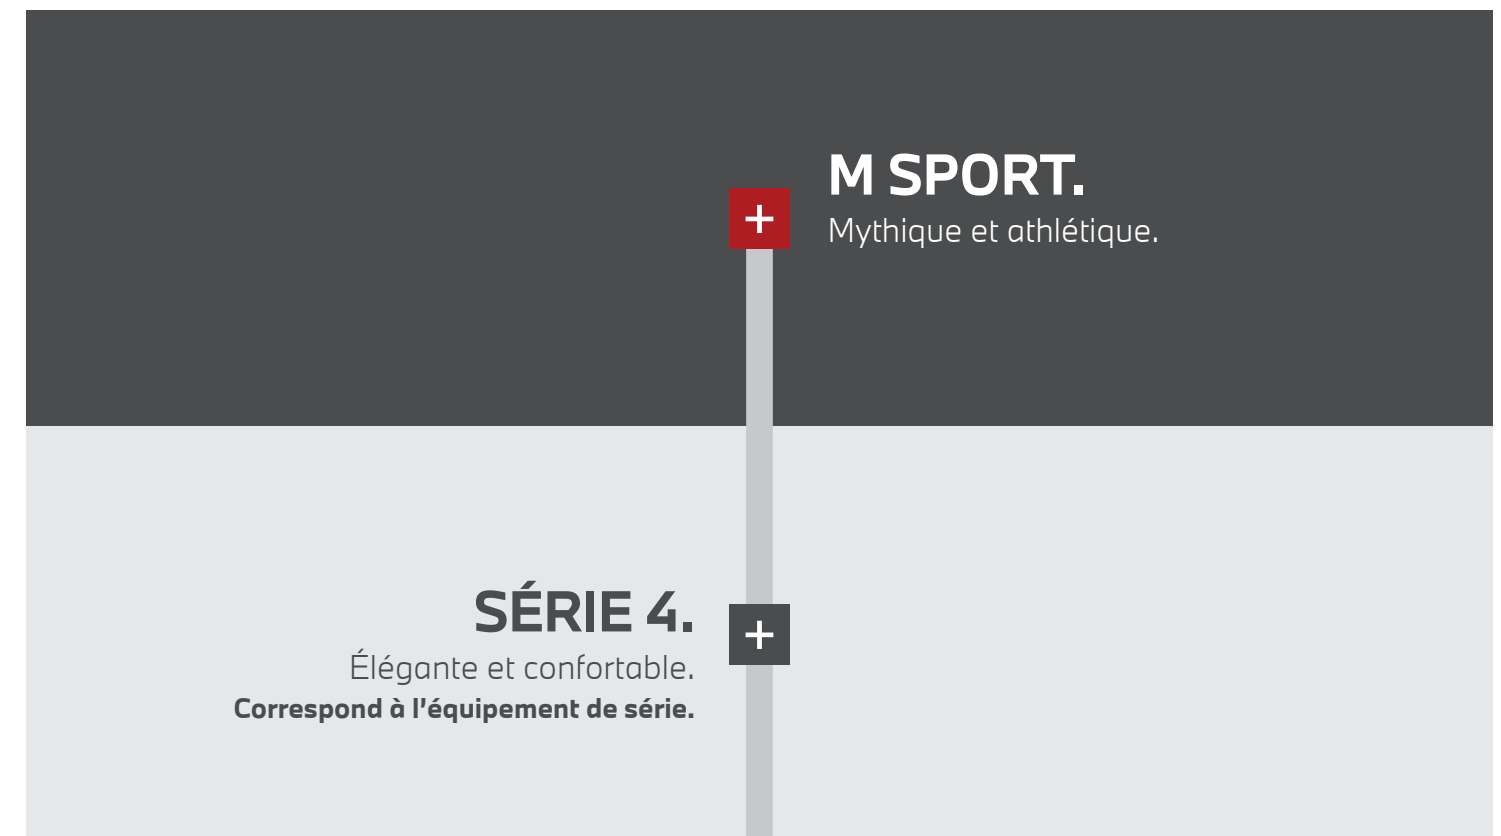 M SPORT.
Mythique et athlétique.
SÉRIE 4.
Élégante et confortable.
Correspond à l'équipement de série.